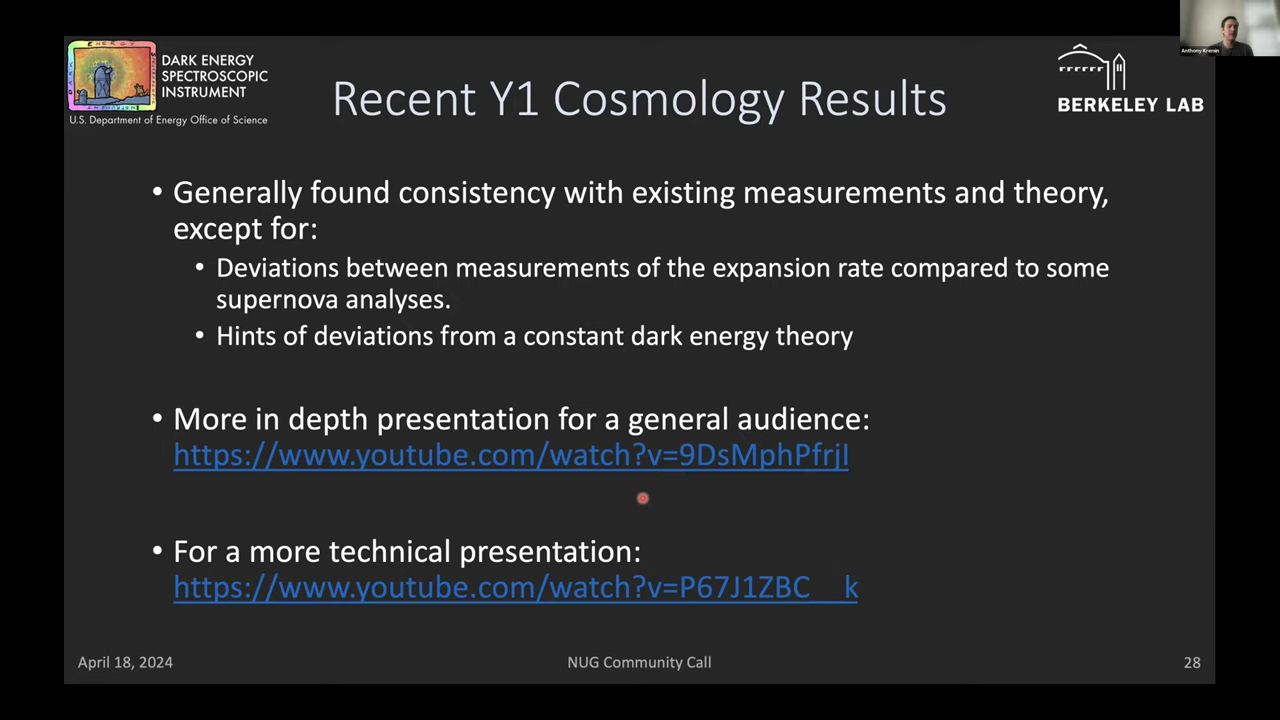 Anthony Kremin
DARK ENERGY
SPECTROSCOPIC
INSTRUMENT
U.S. Department of Energy Office of Science
Recent Y1 Cosmology Results
BERKELEY LAB
• Generally found consistency with existing measurements and theory,
except for:
• Deviations between measurements of the expansion rate compared to some
supernova analyses.
• Hints of deviations from a constant dark energy theory
• More in depth presentation for a general audience:
https://www.youtube.com/watch?v=9DsMphPfrjI
• For a more technical presentation:
https://www.youtube.com/watch?v=P67J1ZBC__k
April 18, 2024
NUG Community Call
28